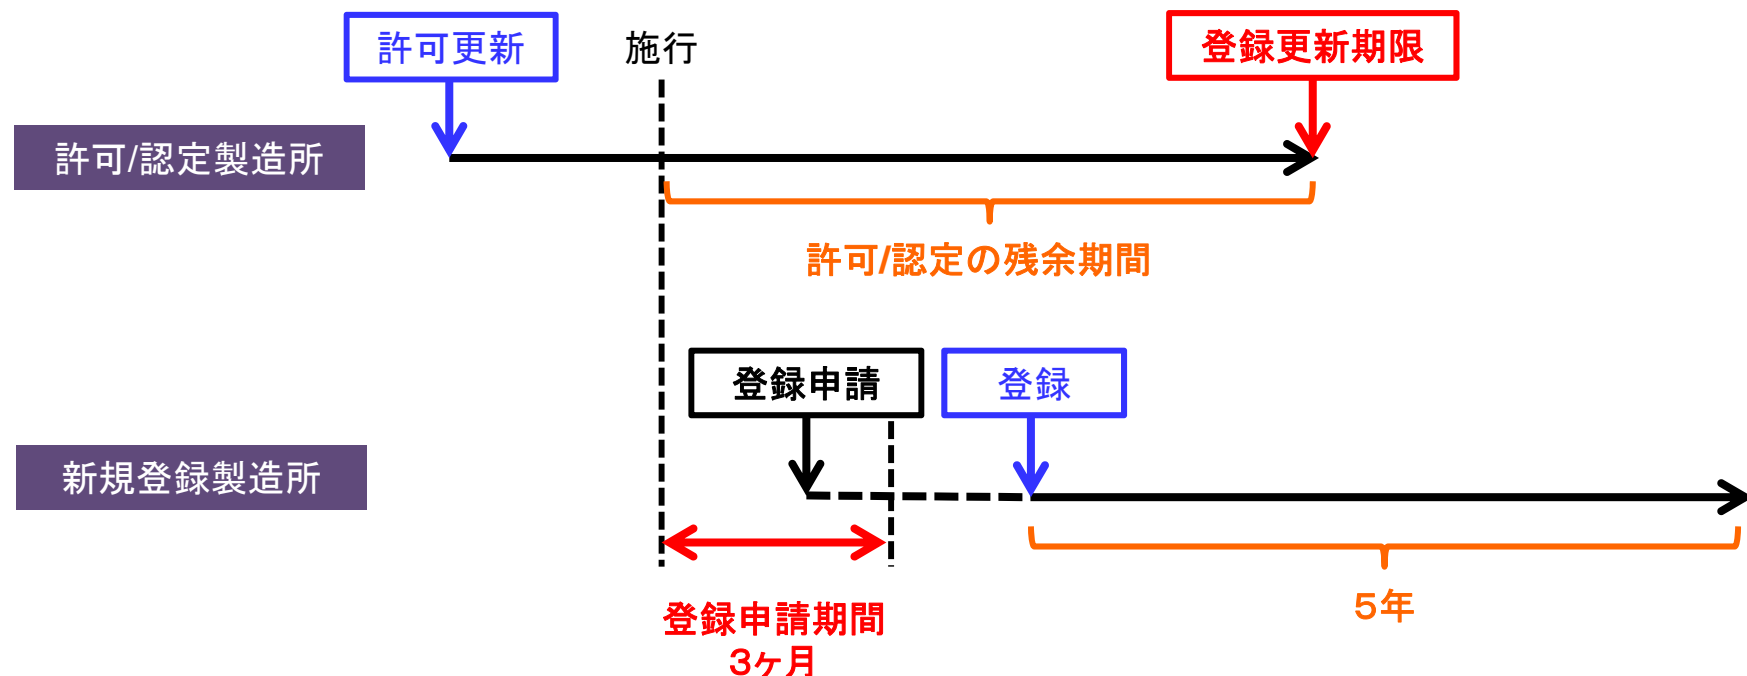 許可更新
施行
登録更新期限
許可/認定製造所
許可/認定の残余期間
登録申請
登録
新規登録製造所
5年
登録申請期間
3ヶ月